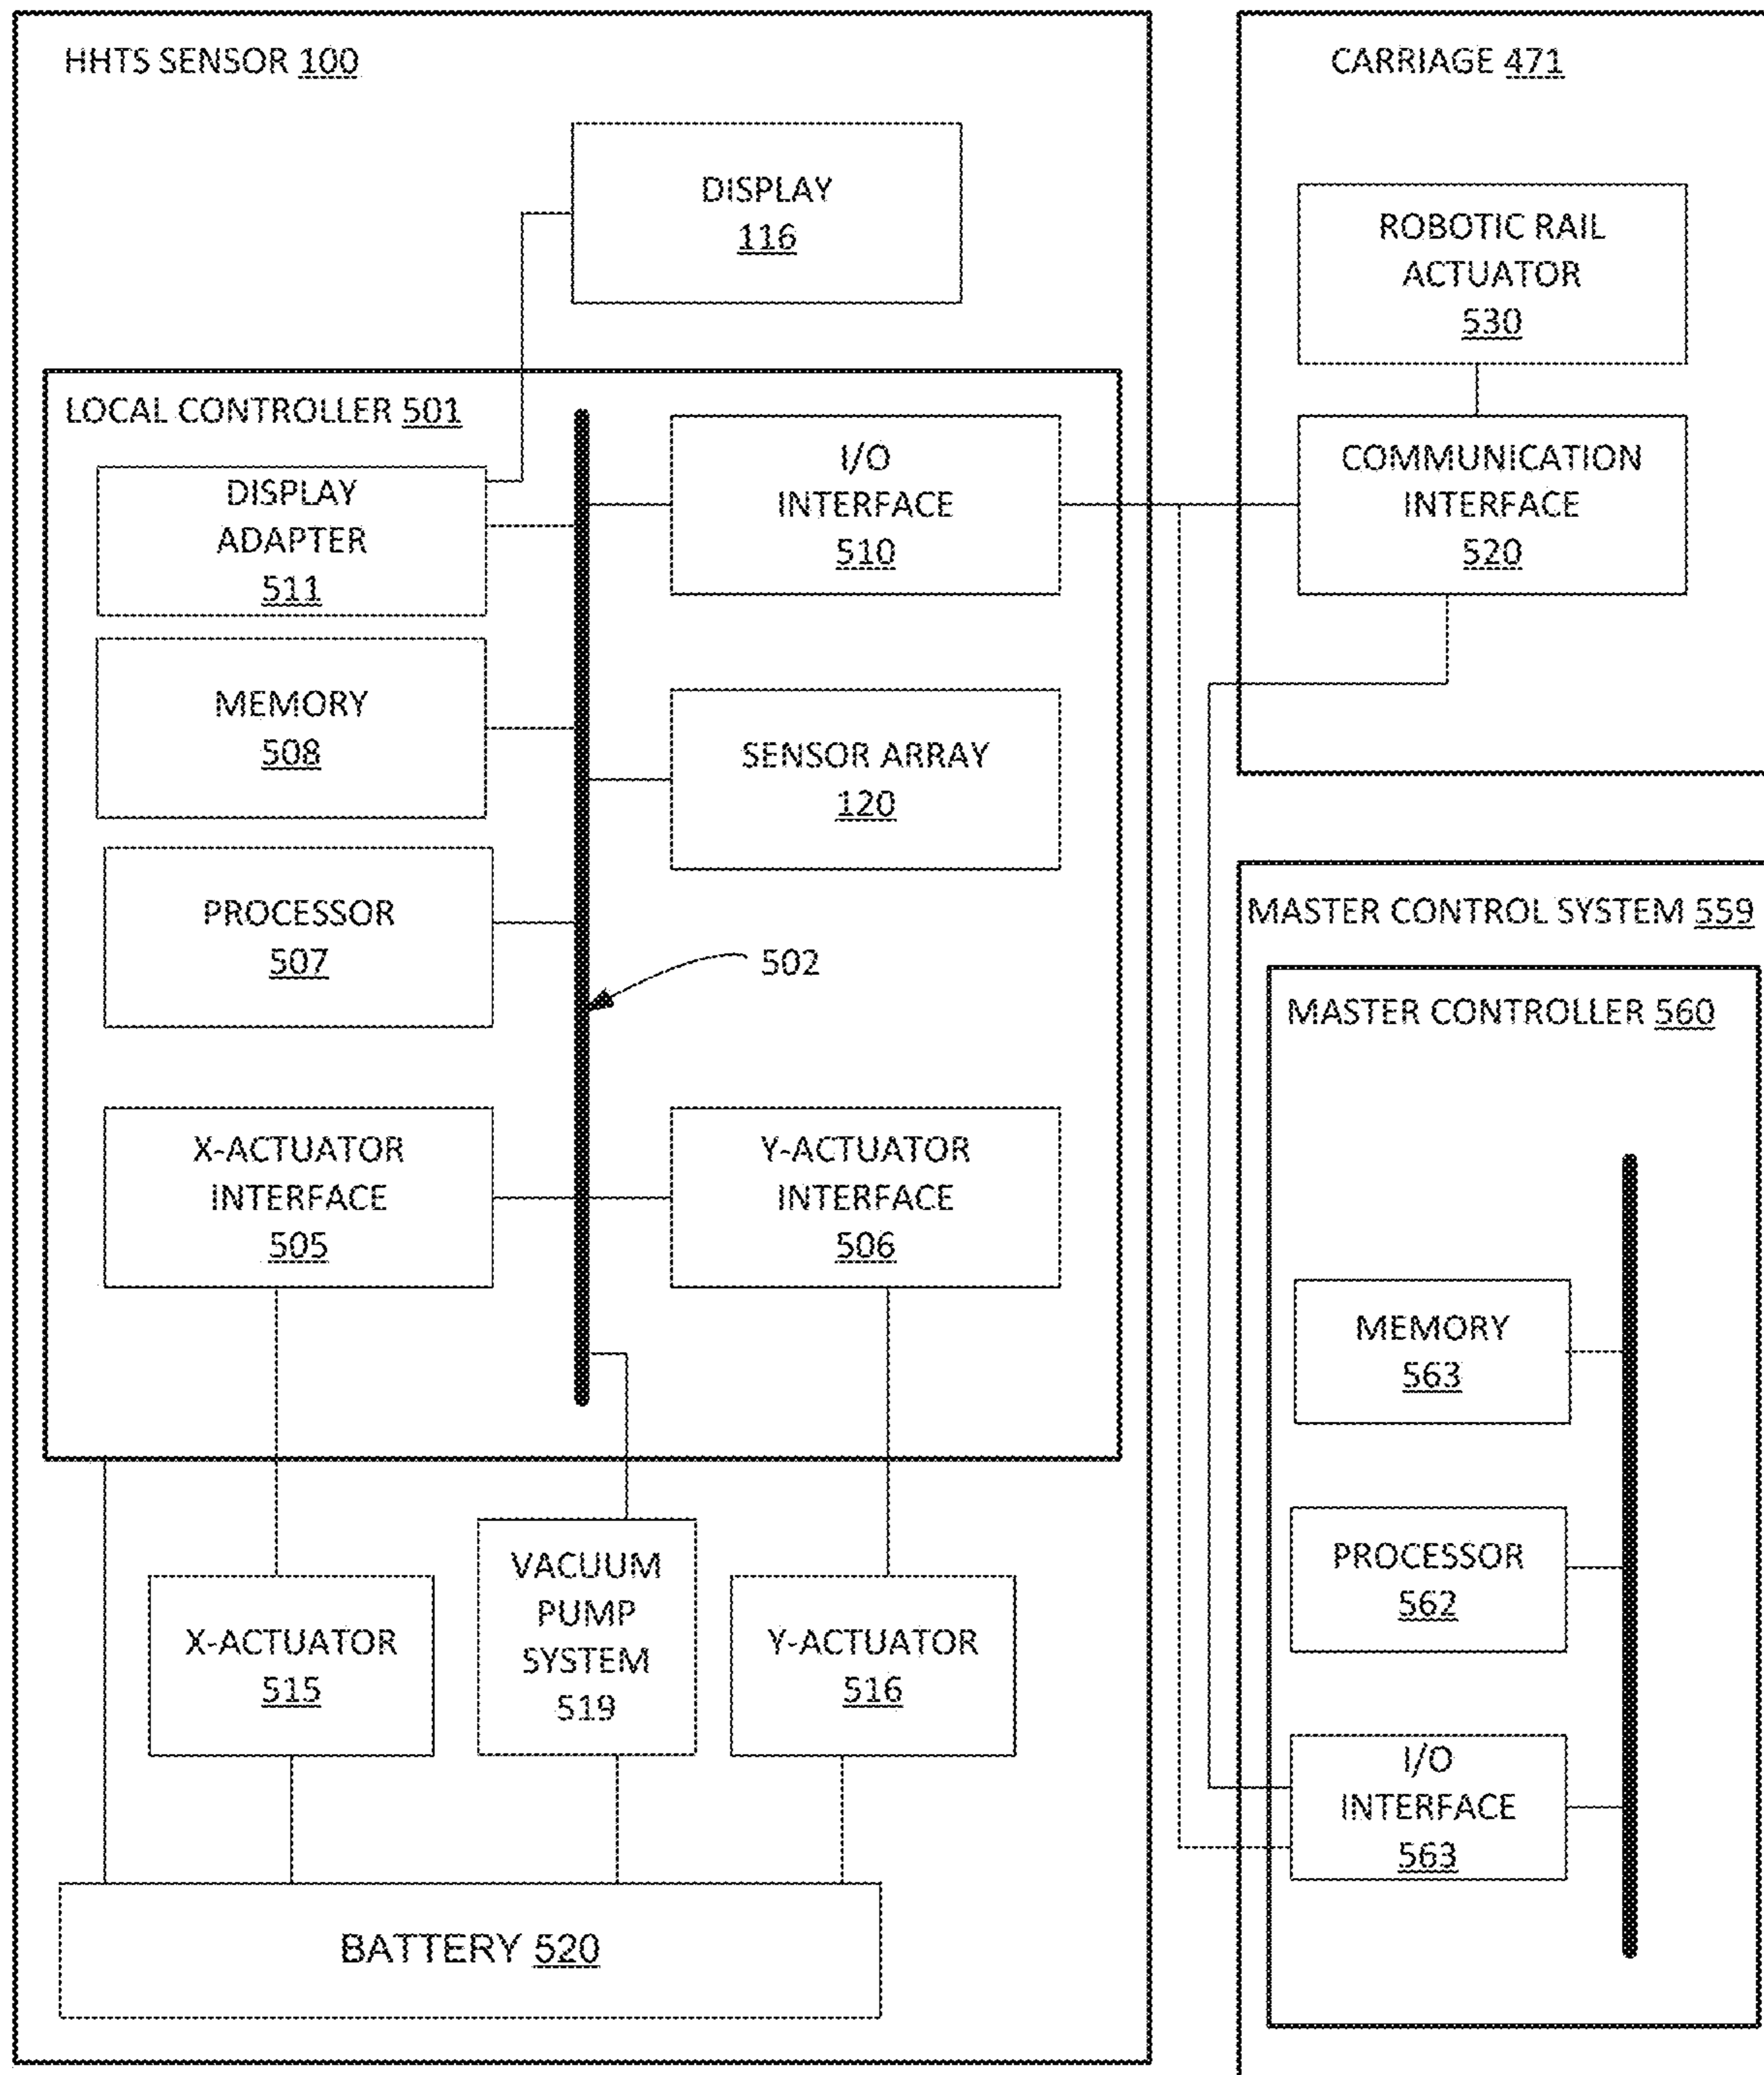 HHTS SENSOR 100
DISPLAY
116
LOCAL CONTROLLER 501
DISPLAY
ADAPTER
511
I/O
INTERFACE
510
MEMORY
508
SENSOR ARRAY
120
PROCESSOR
507
502
X-ACTUATOR
INTERFACE
505
Y-ACTUATOR
INTERFACE
506
X-ACTUATOR
515
VACUUM
PUMP
SYSTEM
519
Y-ACTUATOR
516
BATTERY 520
CARRIAGE 471
ROBOTIC RAIL
ACTUATOR
530
COMMUNICATION
INTERFACE
520
MASTER CONTROL SYSTEM 559
MASTER CONTROLLER 560
MEMORY
563
PROCESSOR
562
I/O
INTERFACE
563